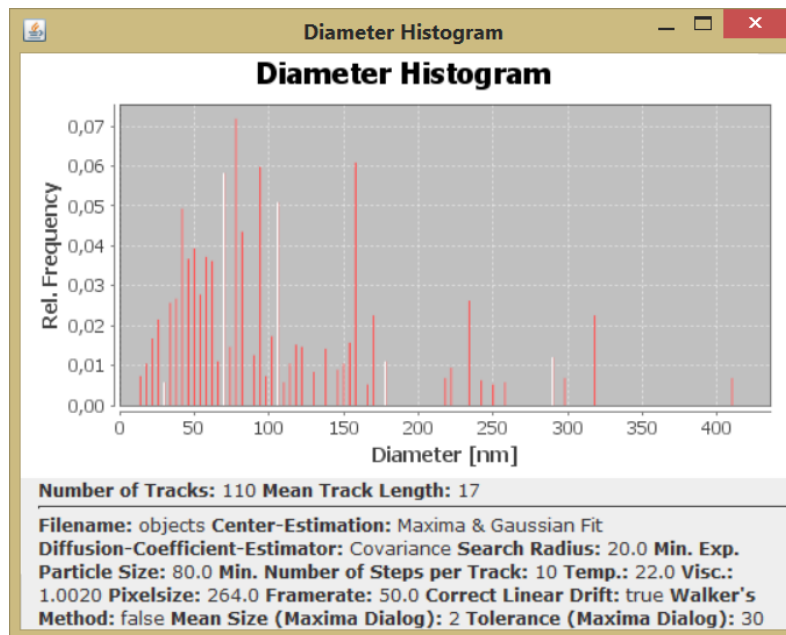 Diameter Histogram
Diameter Histogram
0,07
0,06
0,05
0,04
0,03
0,02
0,01
0,00
Rel. Frequency
0 50 100 150 200 250 300 350 400
Diameter [nm]
Number of Tracks: 110 Mean Track Length: 17
Filename: objects Center-Estimation: Maxima & Gaussian Fit
Diffusion-Coefficient-Estimator: Covariance Search Radius: 20.0 Min. Exp.
Particle Size: 80.0 Min. Number of Steps per Track: 10 Temp.: 22.0 Visc.:
1.0020 Pixelsize: 264.0 Framerate: 50.0 Correct Linear Drift: true Walker's
Method: false Mean Size (Maxima Dialog): 2 Tolerance (Maxima Dialog): 30